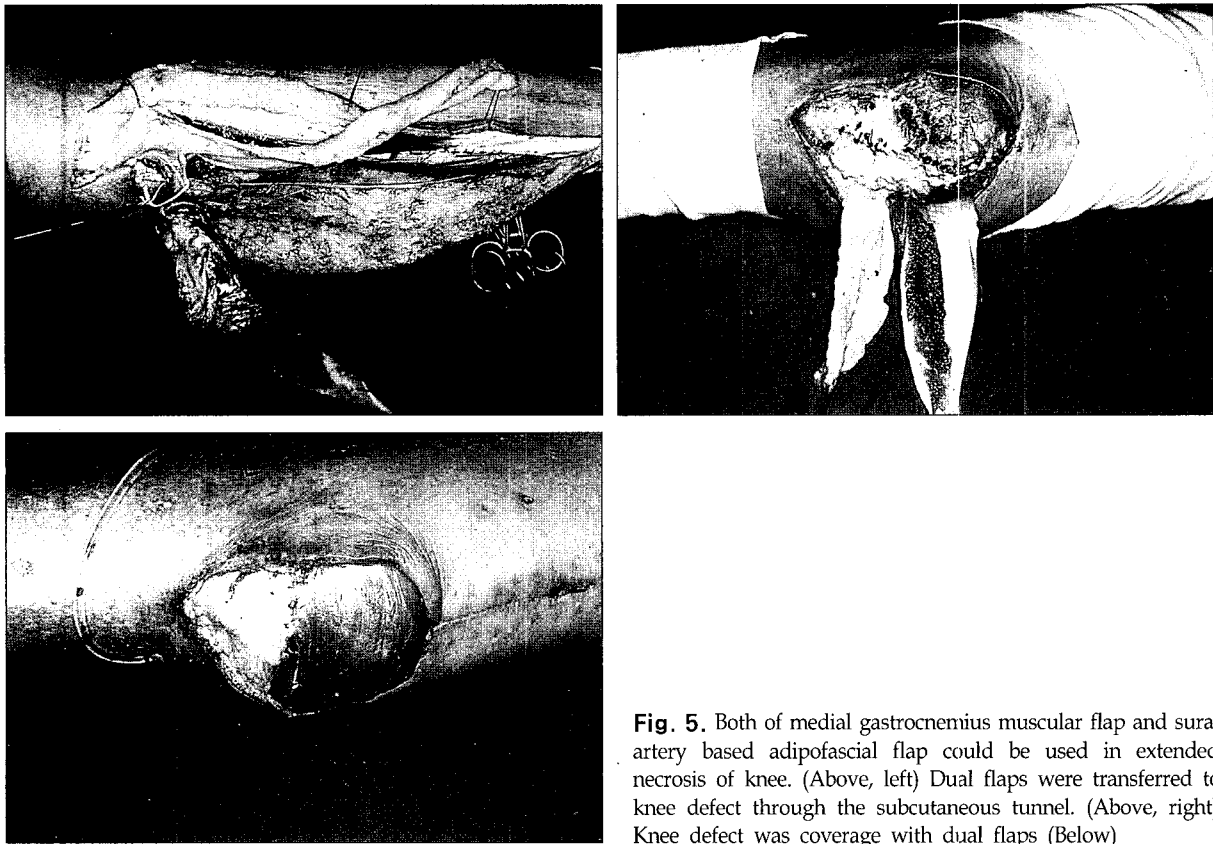 Fig. 5. Both of medial gastrocnemius muscular flap and sura
artery based adipofascial flap could be used in extended
necrosis of knee. (Above, left) Dual flaps were transferred to
knee defect through the subcutaneous tunnel. (Above, right
Knee defect was coverage with dual flaps (Below)